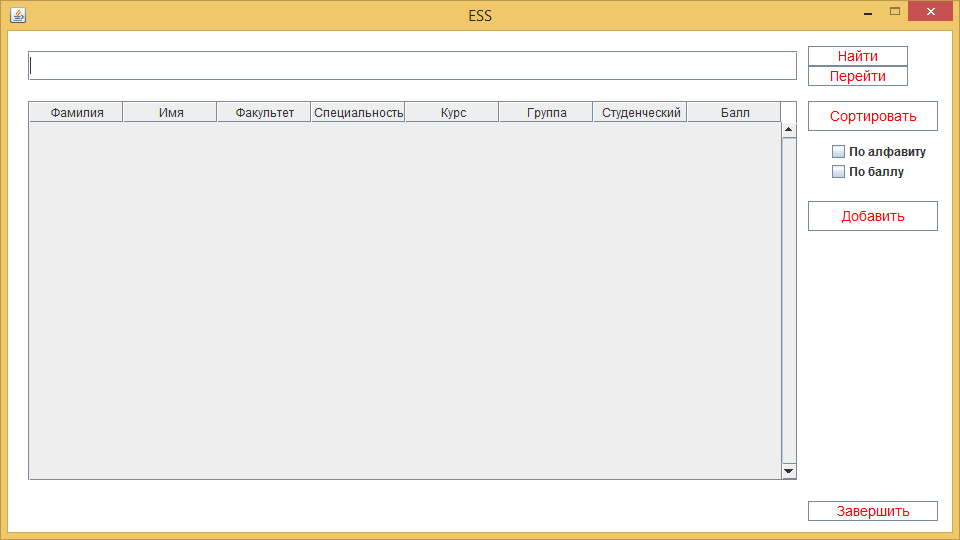 ESS
Найти
Перейти
Фамилия Имя Факультет Специальность Курс Группа Студенческий Балл
Сортировать
По алфавиту
По баллу
Добавить
Завершить